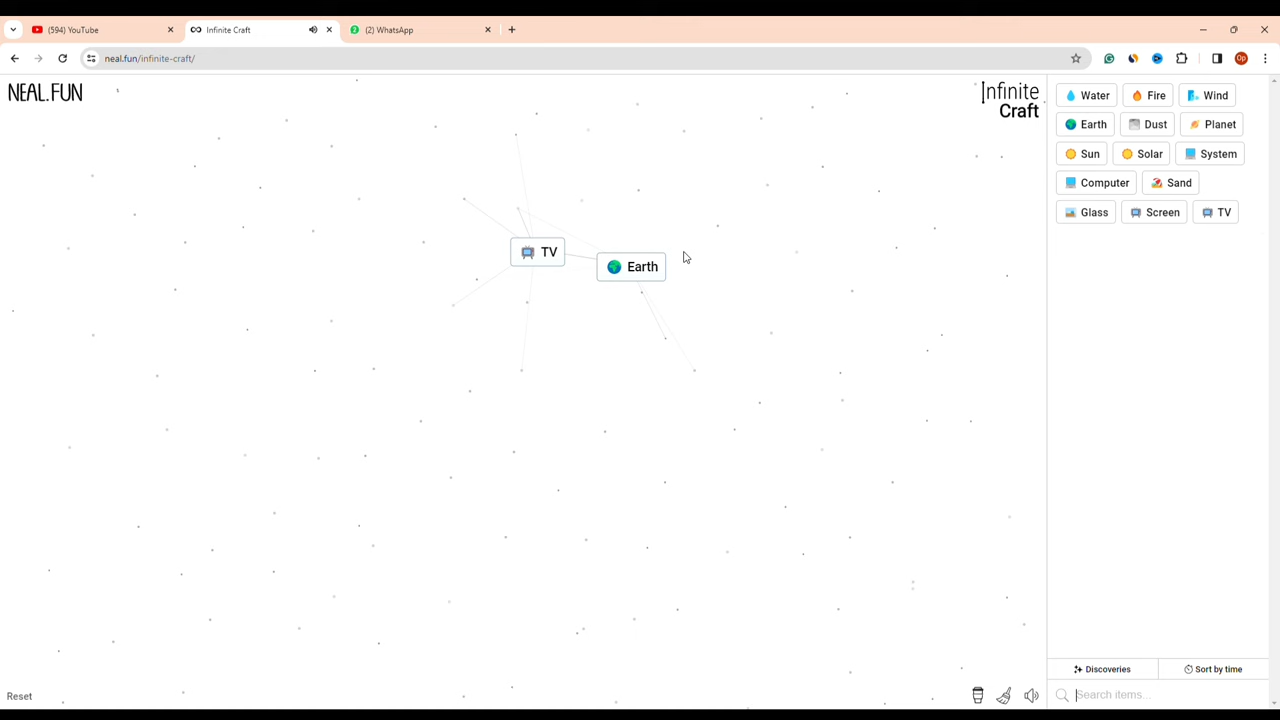 (594) YouTube
Infinite Craft
(2) WhatsApp
neal.fun/infinite-craft/
Op
NEAL.FUN
Infinite
Craft
Water Fire Wind
Earth Dust Planet
Sun Solar System
Computer Sand
Glass Screen TV
TV
Earth
Discoveries
Sort by time
Reset
Search items...